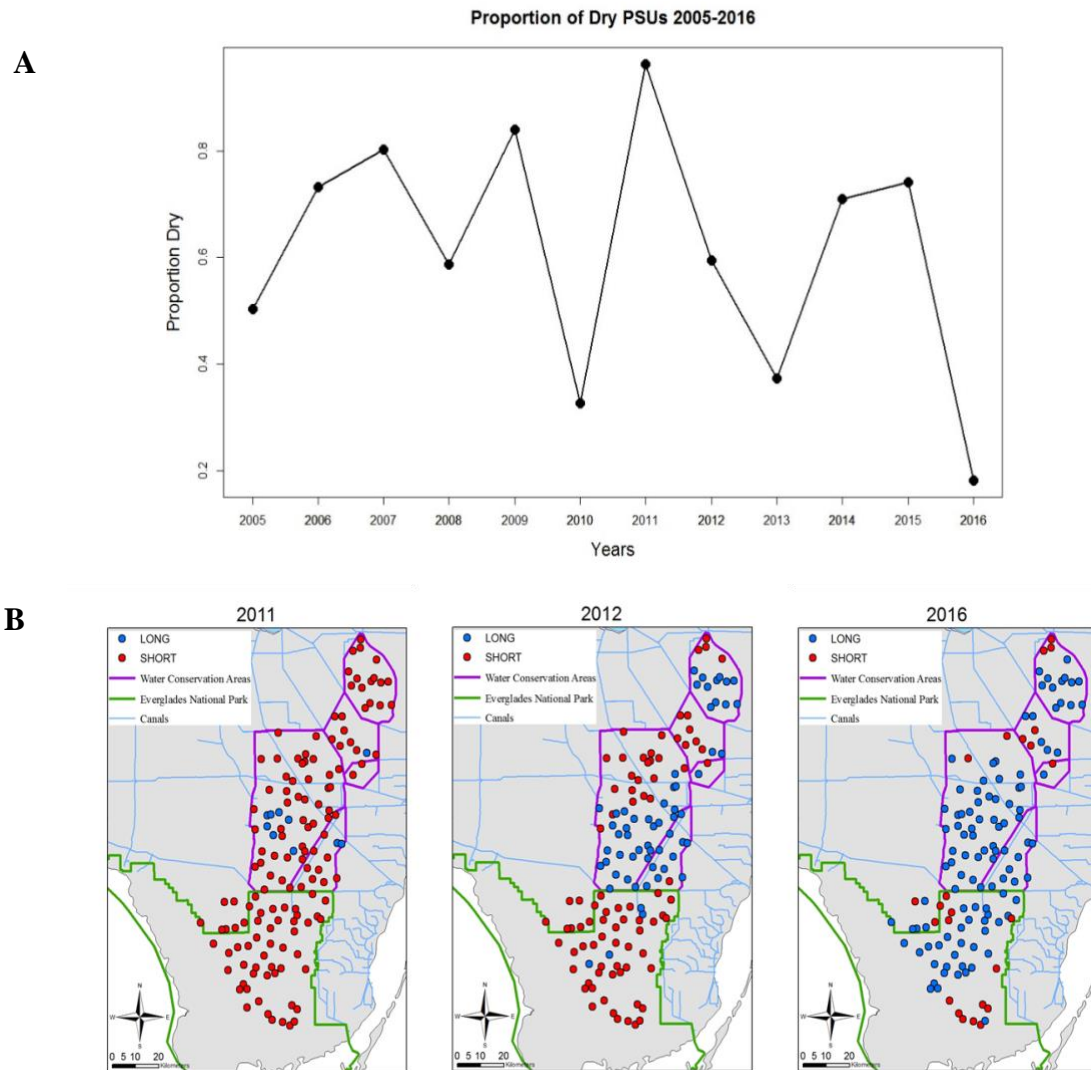 Proportion of Dry PSUs 2005-2016
A
Proportion Dry
0.8
0.6
0.4
0.2
2005 2006 2007 2008 2009 2010 2011 2012 2013 2014 2015 2016
Years
B
2011
LONG
SHORT
Water Conservation Areas
Everglades National Park
Canals
N
W E
S
0 5 10 20
Kilometers
2012
LONG
SHORT
Water Conservation Areas
Everglades National Park
Canals
N
W E
S
0 5 10 20
Kilometers
2016
LONG
SHORT
Water Conservation Areas
Everglades National Park
Canals
N
W E
S
0 5 10 20
Kilometers